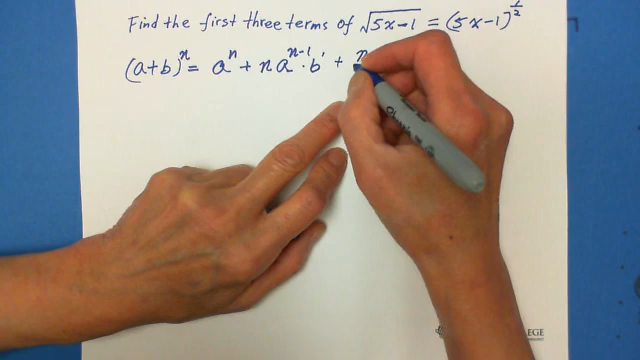 Find the first three terms of √(5x-1) = (5x-1)^(1/2)
(a+b)^n = a^n + n a^(n-1) · b^1 + n